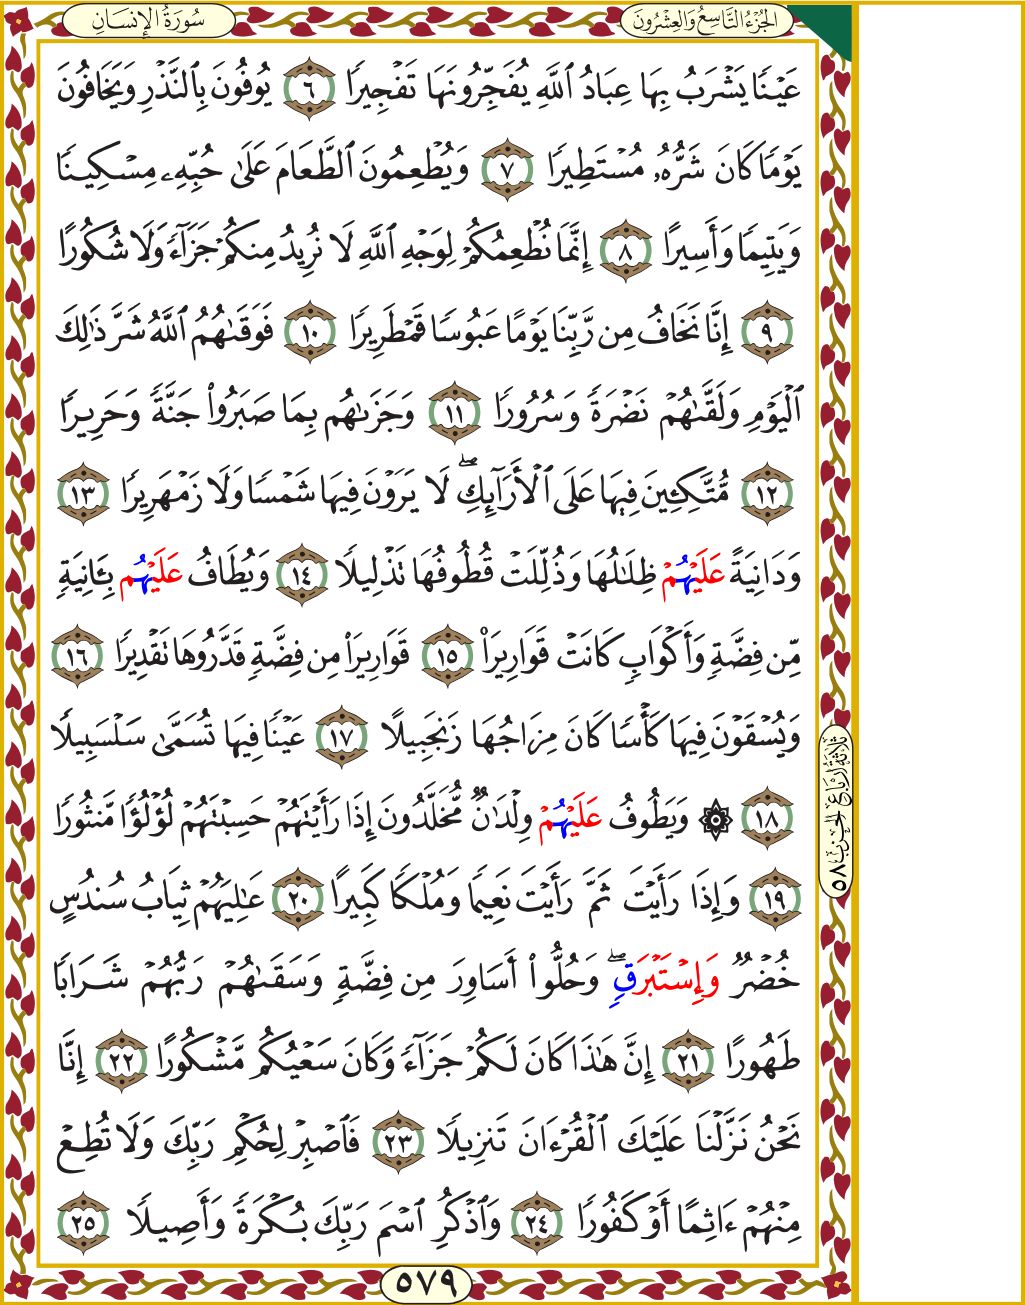 الجُزْءُ التَّاسِعُ وَالعِشْرُونَ
سُورَةُ الإِنسَانِ
عَيْنًا يَشْرَبُ بِهَا عِبَادُ ٱللَّهِ يُفَجِّرُونَهَا تَفْجِيرًا ٦ يُوفُونَ بِٱلنَّذْرِ وَيَخَافُونَ
يَوْمًا كَانَ شَرُّهُۥ مُسْتَطِيرًا ٧ وَيُطْعِمُونَ ٱلطَّعَامَ عَلَىٰ حُبِّهِۦ مِسْكِينًا
وَيَتِيمًا وَأَسِيرًا ٨ إِنَّمَا نُطْعِمُكُمْ لِوَجْهِ ٱللَّهِ لَا نُرِيدُ مِنكُمْ جَزَآءً وَلَا شُكُورًا
٩ إِنَّا نَخَافُ مِن رَّبِّنَا يَوْمًا عَبُوسًا قَمْطَرِيرًا ١٠ فَوَقَىٰهُمُ ٱللَّهُ شَرَّ ذَٰلِكَ
ٱلْيَوْمِ وَلَقَّىٰهُمْ نَضْرَةً وَسُرُورًا ١١ وَجَزَىٰهُم بِمَا صَبَرُوا۟ جَنَّةً وَحَرِيرًا
١٢ مُّتَّكِـِٔينَ فِيهَا عَلَى ٱلْأَرَآئِكِ ۖ لَا يَرَوْنَ فِيهَا شَمْسًا وَلَا زَمْهَرِيرًا ١٣
وَدَانِيَةً عَلَيْهُمْ ظِلَـٰلُهَا وَذُلِّلَتْ قُطُوفُهَا تَذْلِيلًا ١٤ وَيُطَافُ عَلَيْهُم بِـَٔانِيَةٍ
مِّن فِضَّةٍ وَأَكْوَابٍ كَانَتْ قَوَارِيرَا۠ ١٥ قَوَارِيرَا۟ مِن فِضَّةٍ قَدَّرُوهَا تَقْدِيرًا ١٦
وَيُسْقَوْنَ فِيهَا كَأْسًا كَانَ مِزَاجُهَا زَنجَبِيلًا ١٧ عَيْنًا فِيهَا تُسَمَّىٰ سَلْسَبِيلًا
١٨ ۞ وَيَطُوفُ عَلَيْهُمْ وِلْدَٰنٌ مُّخَلَّدُونَ إِذَا رَأَيْتَهُمْ حَسِبْتَهُمْ لُؤْلُؤًا مَّنثُورًا
١٩ وَإِذَا رَأَيْتَ ثَمَّ رَأَيْتَ نَعِيمًا وَمُلْكًا كَبِيرًا ٢٠ عَـٰلِيَهُمْ ثِيَابُ سُندُسٍ
خُضْرٌ وَإِسْتَبْرَقٍ ۖ وَحُلُّوٓا۟ أَسَاوِرَ مِن فِضَّةٍ وَسَقَىٰهُمْ رَبُّهُمْ شَرَابًا
طَهُورًا ٢١ إِنَّ هَـٰذَا كَانَ لَكُمْ جَزَآءً وَكَانَ سَعْيُكُم مَّشْكُورًا ٢٢ إِنَّا
نَحْنُ نَزَّلْنَا عَلَيْكَ ٱلْقُرْءَانَ تَنزِيلًا ٢٣ فَٱصْبِرْ لِحُكْمِ رَبِّكَ وَلَا تُطِعْ
مِنْهُمْ ءَاثِمًا أَوْ كَفُورًا ٢٤ وَٱذْكُرِ ٱسْمَ رَبِّكَ بُكْرَةً وَأَصِيلًا ٢٥
ثَلَاثَةُ أَرْبَاعِ الحِزْبِ ٥٨
٥٧٩